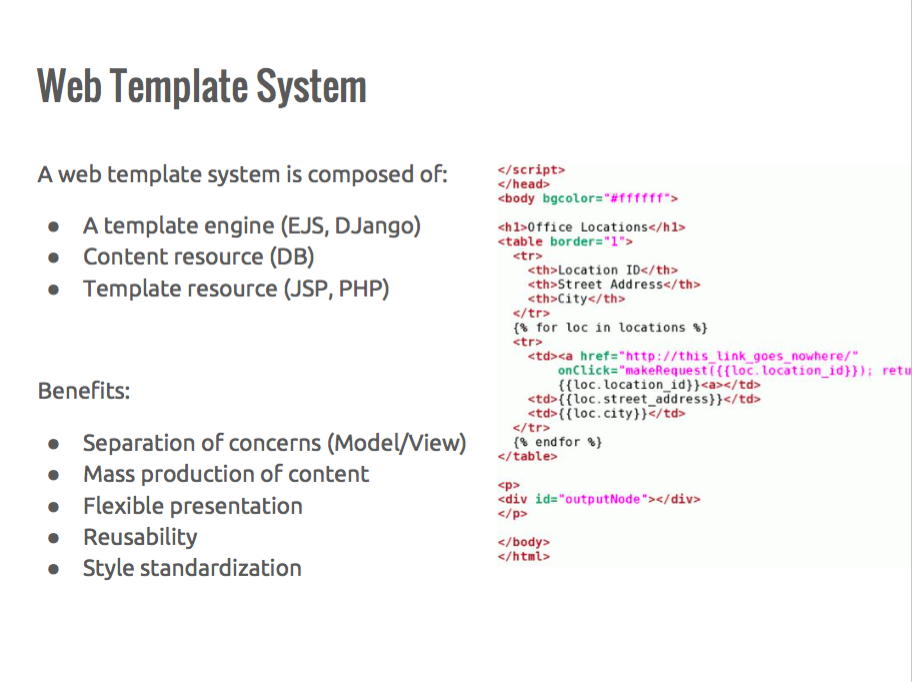 Web Template System
A web template system is composed of:
● A template engine (EJS, DJango)
● Content resource (DB)
● Template resource (JSP, PHP)
Benefits:
● Separation of concerns (Model/View)
● Mass production of content
● Flexible presentation
● Reusability
● Style standardization
</script>
</head>
<body bgcolor="#ffffff">
<h1>Office Locations</h1>
<table border="1">
<tr>
<th>Location ID</th>
<th>Street Address</th>
<th>City</th>
</tr>
{% for loc in locations %}
<tr>
<td><a href="http://this_link_goes_nowhere/"
onClick="makeRequest({{loc.location_id}}); retu
{{loc.location_id}}<a></td>
<td>{{loc.street_address}}</td>
<td>{{loc.city}}</td>
</tr>
{% endfor %}
</table>
<p>
<div id="outputNode"></div>
</p>
</body>
</html>